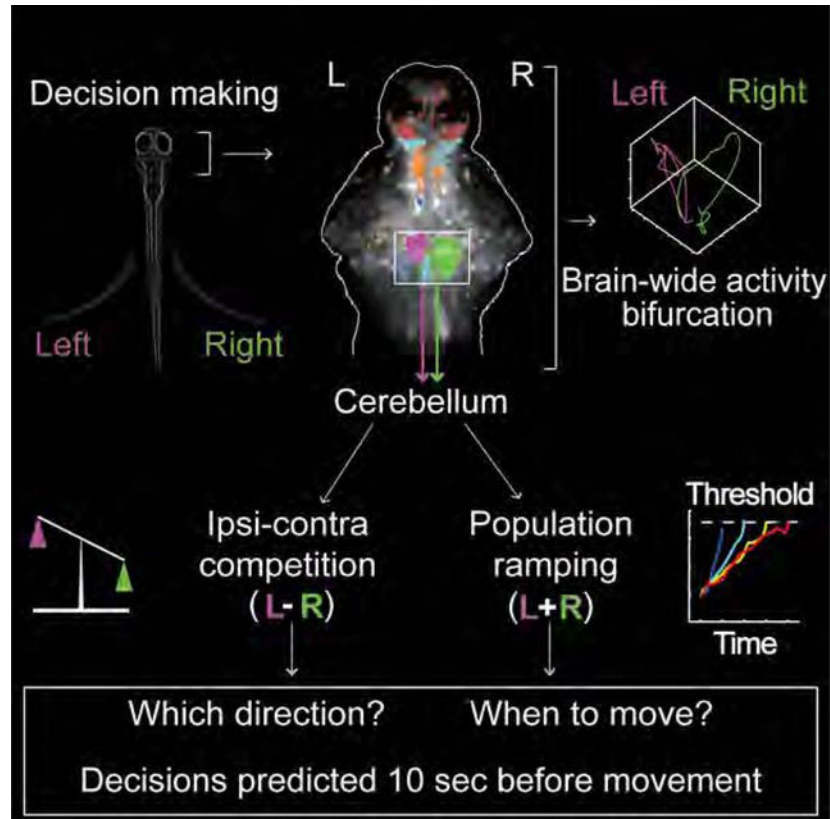 Decision making
L
R
Left
Right
Left
Right
Brain-wide activity
bifurcation
Cerebellum
Ipsi-contra
competition
(L- R)
Population
ramping
(L+R)
Threshold
Time
Which direction?
When to move?
Decisions predicted 10 sec before movement